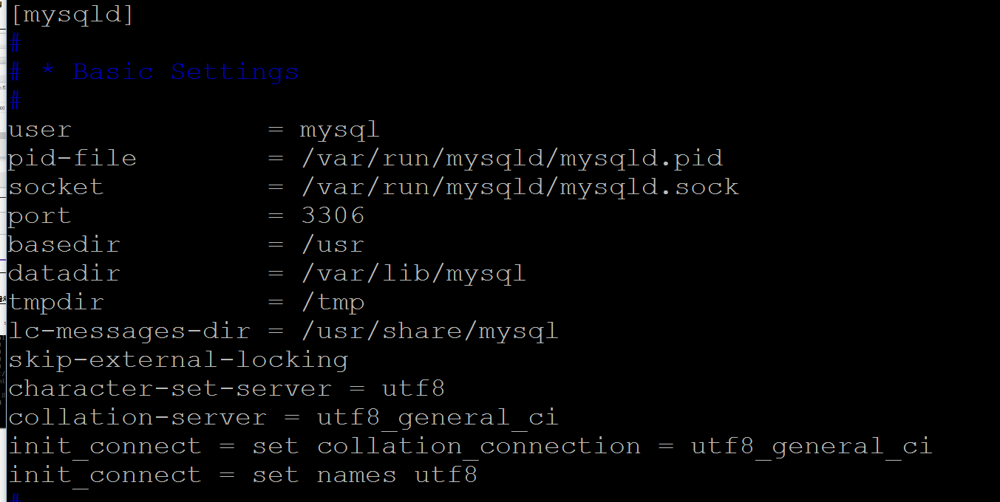 [mysqld]
#
# * Basic Settings
#
user            = mysql
pid-file        = /var/run/mysqld/mysqld.pid
socket          = /var/run/mysqld/mysqld.sock
port            = 3306
basedir         = /usr
datadir         = /var/lib/mysql
tmpdir          = /tmp
lc-messages-dir = /usr/share/mysql
skip-external-locking
character-set-server = utf8
collation-server = utf8_general_ci
init_connect = set collation_connection = utf8_general_ci
init_connect = set names utf8
#